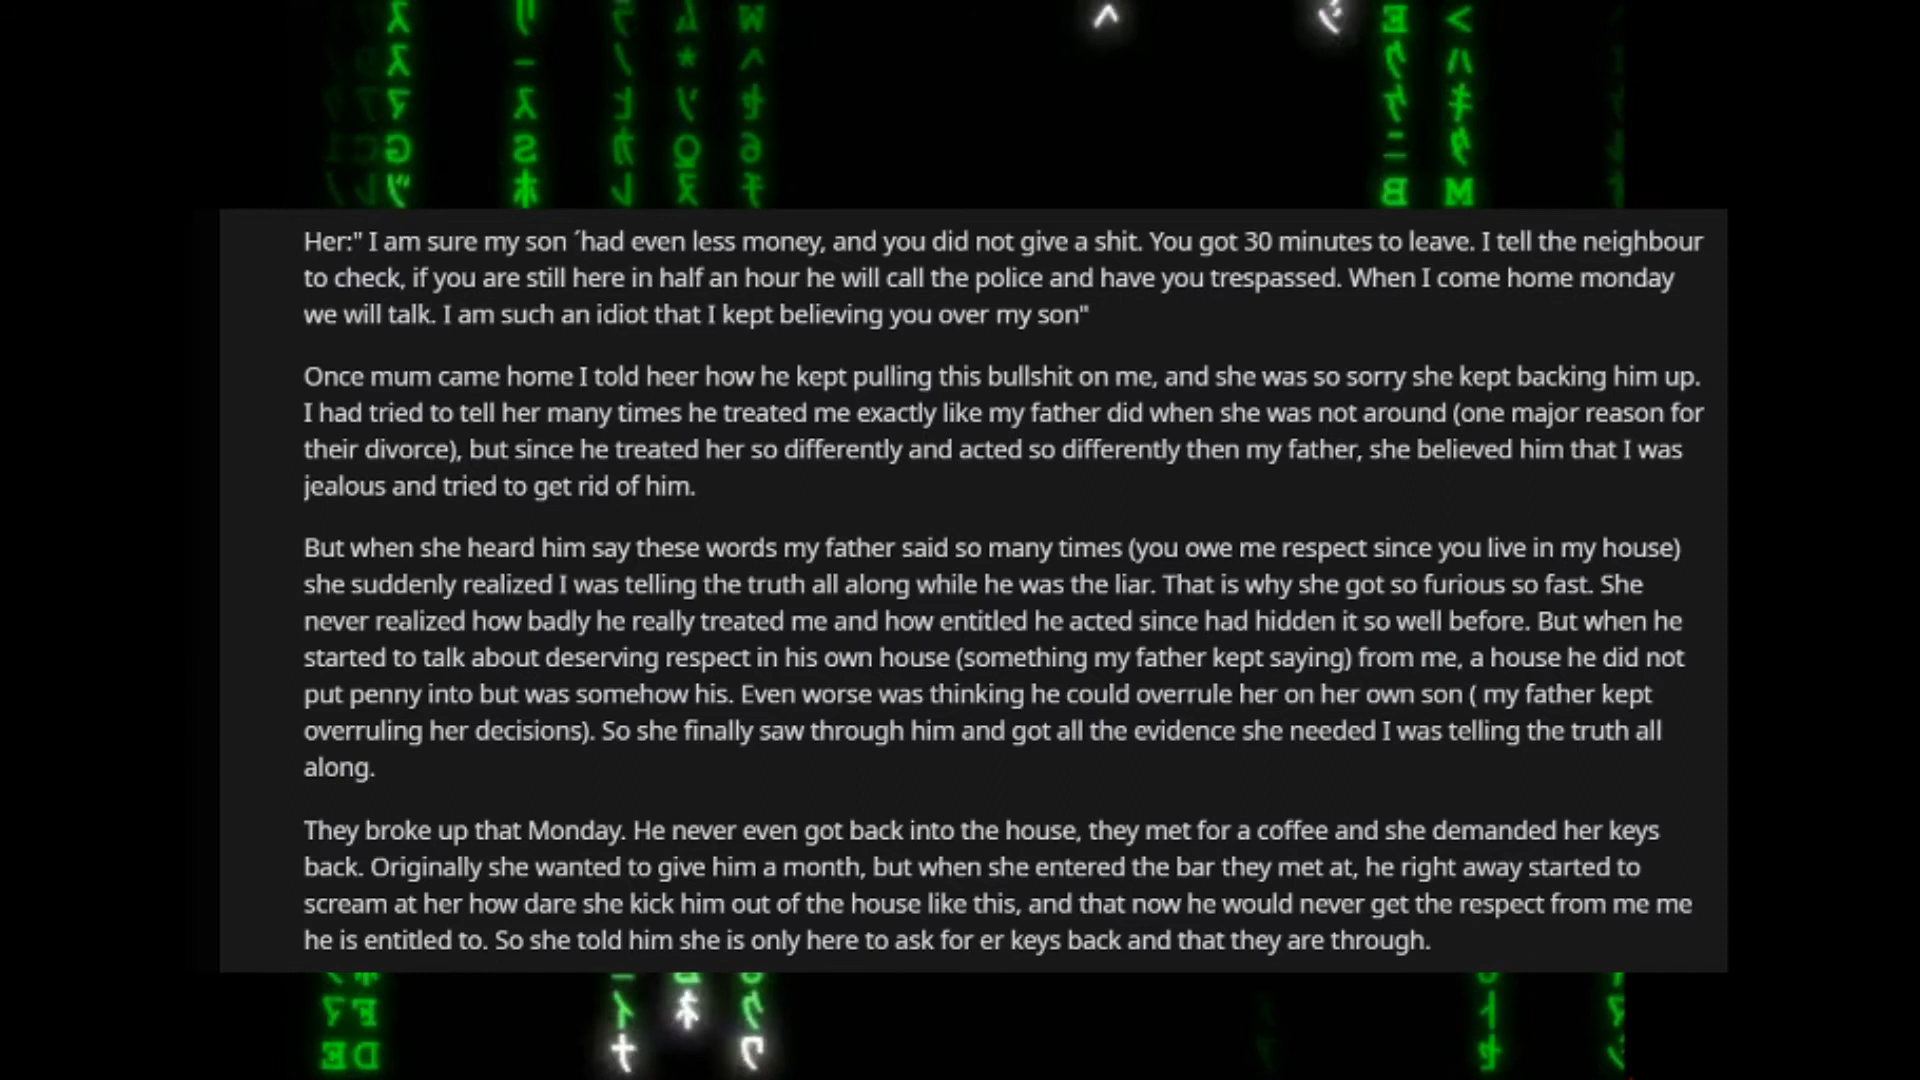 Her:" I am sure my son ´had even less money, and you did not give a shit. You got 30 minutes to leave. I tell the neighbour
to check, if you are still here in half an hour he will call the police and have you trespassed. When I come home monday
we will talk. I am such an idiot that I kept believing you over my son"
Once mum came home I told heer how he kept pulling this bullshit on me, and she was so sorry she kept backing him up.
I had tried to tell her many times he treated me exactly like my father did when she was not around (one major reason for
their divorce), but since he treated her so differently and acted so differently then my father, she believed him that I was
jealous and tried to get rid of him.
But when she heard him say these words my father said so many times (you owe me respect since you live in my house)
she suddenly realized I was telling the truth all along while he was the liar. That is why she got so furious so fast. She
never realized how badly he really treated me and how entitled he acted since had hidden it so well before. But when he
started to talk about deserving respect in his own house (something my father kept saying) from me, a house he did not
put penny into but was somehow his. Even worse was thinking he could overrule her on her own son ( my father kept
overruling her decisions). So she finally saw through him and got all the evidence she needed I was telling the truth all
along.
They broke up that Monday. He never even got back into the house, they met for a coffee and she demanded her keys
back. Originally she wanted to give him a month, but when she entered the bar they met at, he right away started to
scream at her how dare she kick him out of the house like this, and that now he would never get the respect from me me
he is entitled to. So she told him she is only here to ask for er keys back and that they are through.